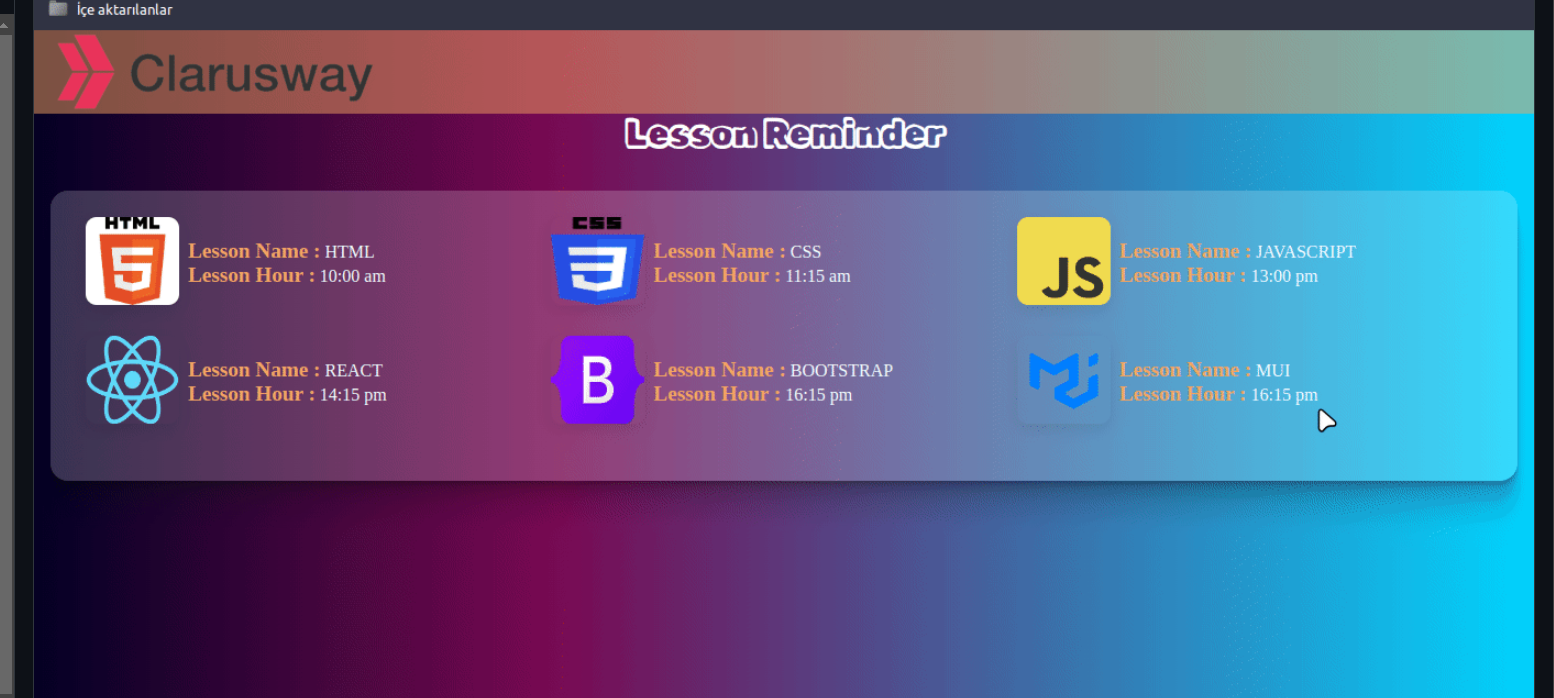 İçe aktarılanlar
Clarusway
Lesson Reminder
HTML
5
Lesson Name : HTML
Lesson Hour : 10:00 am
CSS
3
Lesson Name : CSS
Lesson Hour : 11:15 am
JS
Lesson Name : JAVASCRIPT
Lesson Hour : 13:00 pm
Lesson Name : REACT
Lesson Hour : 14:15 pm
B
Lesson Name : BOOTSTRAP
Lesson Hour : 16:15 pm
Lesson Name : MUI
Lesson Hour : 16:15 pm